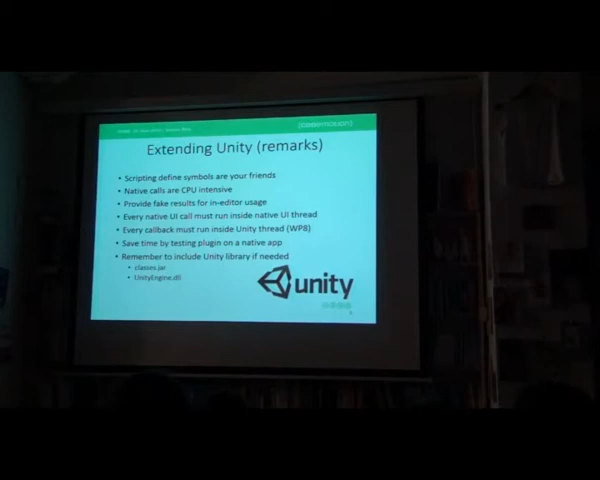 Extending Unity (remarks)
• Scripting define symbols are your friends
• Native calls are CPU intensive
• Provide fake results for in-editor usage
• Every native UI call must run inside native UI thread
• Every callback must run inside Unity thread (WP8)
• Save time by testing plugin on a native app
• Remember to include Unity library if needed
• classes.jar
• UnityEngine.dll
unity